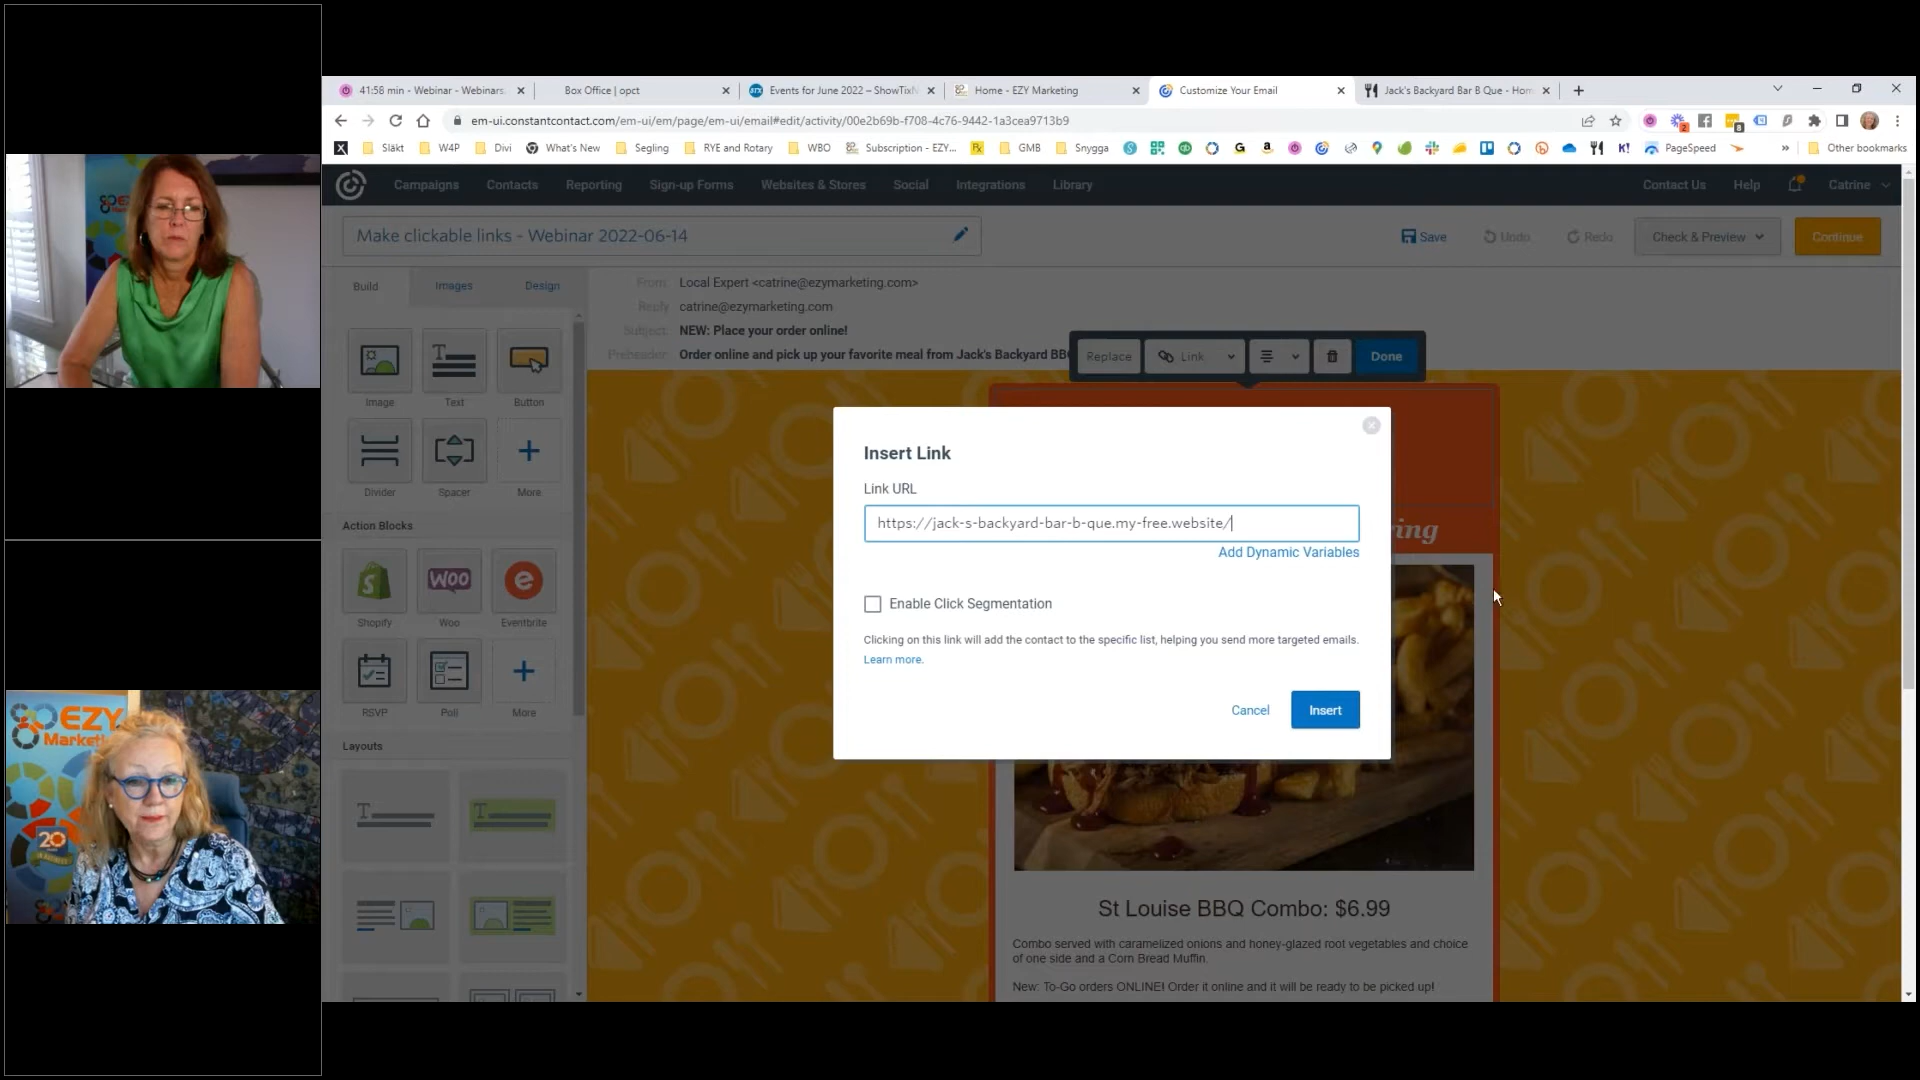 41:58 min - Webinar - Webinars.
Box Office | opct
Events for June 2022 – ShowTix
Home - EZY Marketing
Customize Your Email
Jack's Backyard Bar B Que - Hom
em-ui.constantcontact.com/em-ui/em/page/em-ui/email#edit/activity/00e2b69b-f708-4c76-9442-1a3cea9713b9
Släkt
W4P
Divi
What's New
Segling
RYE and Rotary
WBO
Subscription - EZY...
GMB
Snygga
PageSpeed
»
Other bookmarks
Campaigns
Contacts
Reporting
Sign-up Forms
Websites & Stores
Social
Integrations
Library
Contact Us
Help
Catrine
Make clickable links - Webinar 2022-06-14
Save
Undo
Redo
Check & Preview
Continue
Build
Images
Design
From:
Local Expert <catrine@ezymarketing.com>
Reply
catrine@ezymarketing.com
Subject:
NEW: Place your order online!
Preheader:
Order online and pick up your favorite meal from Jack's Backyard BB
Replace
Link
Done
Image
Text
Button
Divider
Spacer
More
Action Blocks
Shopify
Woo
Eventbrite
RSVP
Poll
More
Layouts
Insert Link
Link URL
https://jack-s-backyard-bar-b-que.my-free.website/
Add Dynamic Variables
Enable Click Segmentation
Clicking on this link will add the contact to the specific list, helping you send more targeted emails.
Learn more.
Cancel
Insert
ring
St Louise BBQ Combo: $6.99
Combo served with caramelized onions and honey-glazed root vegetables and choice
of one side and a Corn Bread Muffin.
New: To-Go orders ONLINE! Order it online and it will be ready to be picked up!
EZY
Marketi
20